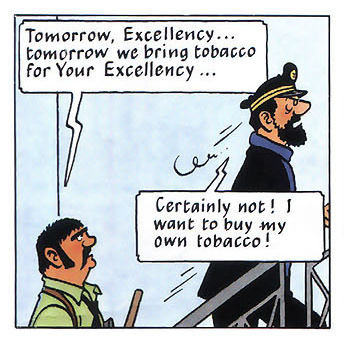 Tomorrow, Excellency...
tomorrow we bring tobacco
for Your Excellency ...
Certainly not! I
want to buy my
own tobacco!